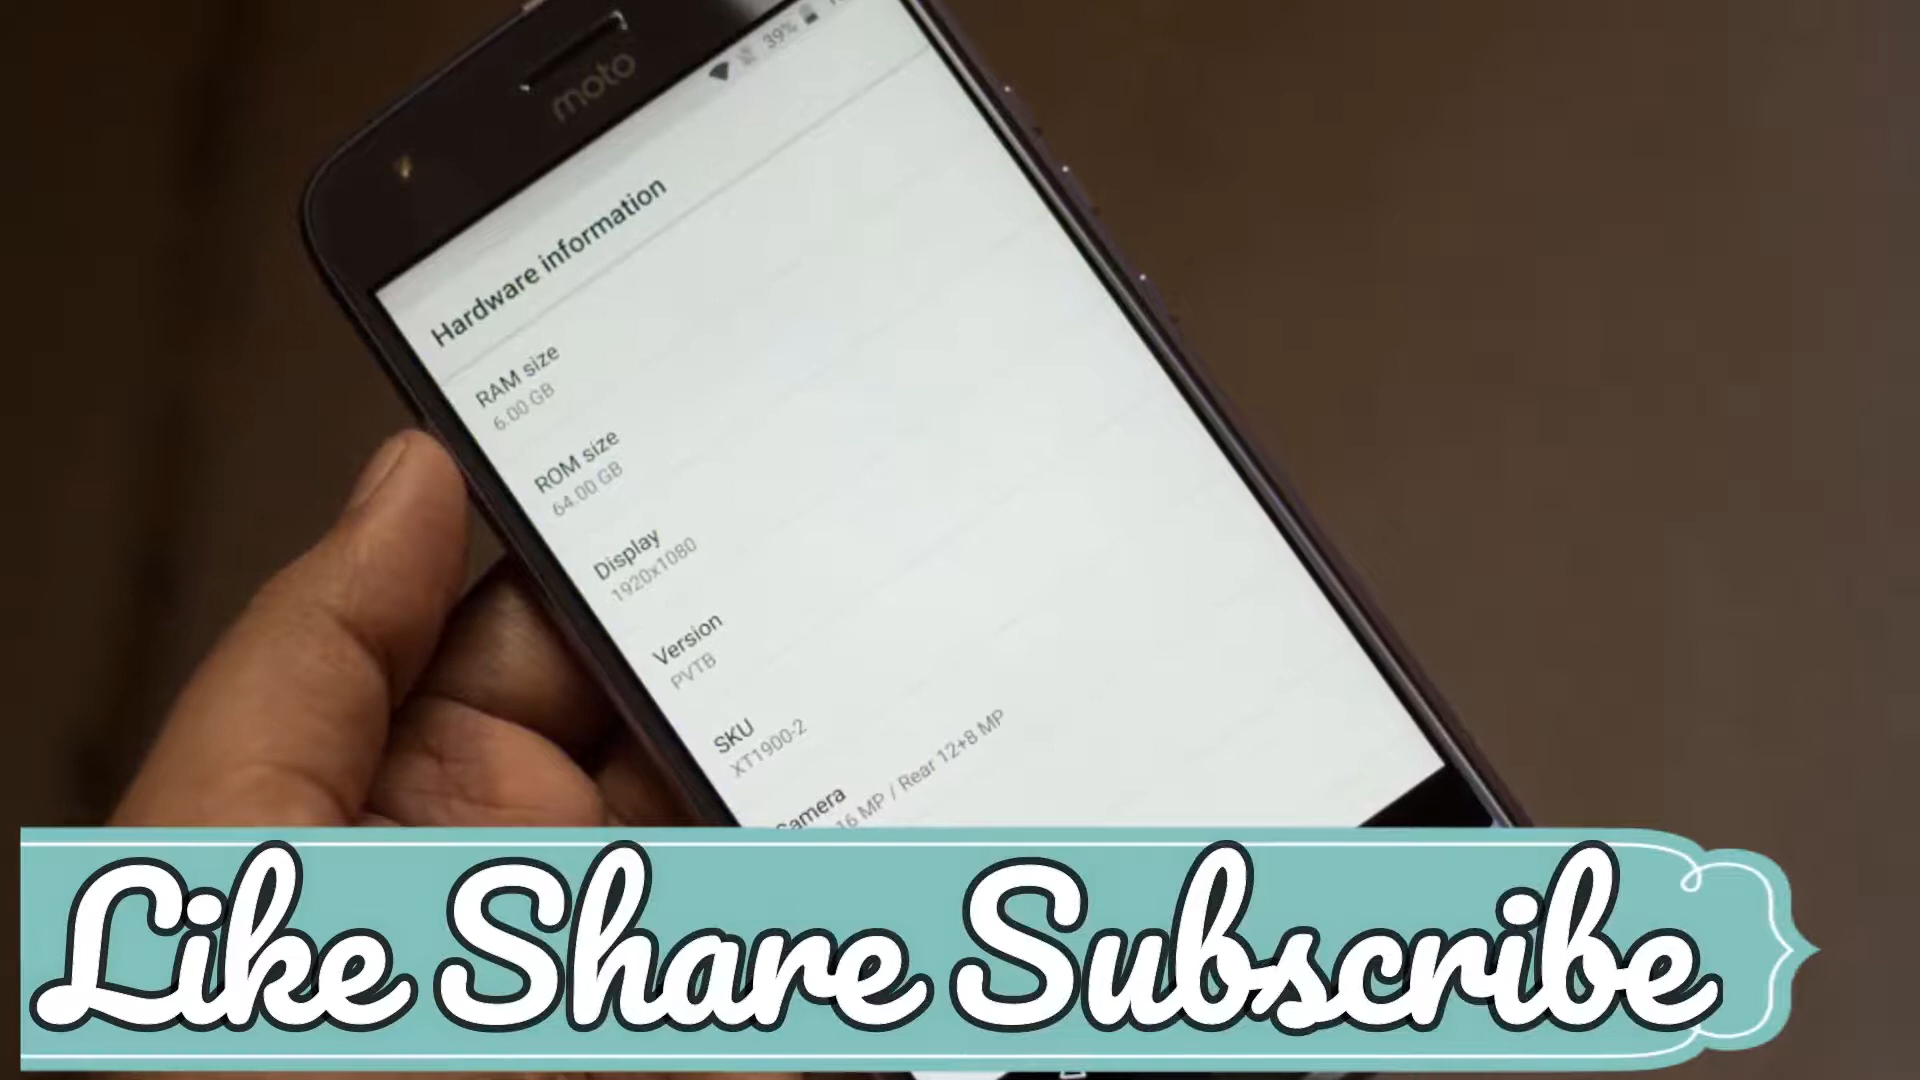 moto
39%
Hardware information
RAM size
6.00 GB
ROM size
64.00 GB
Display
1920x1080
Version
PVTB
SKU
XT1900-2
Camera
16 MP / Rear 12+8 MP
Like Share Subscribe